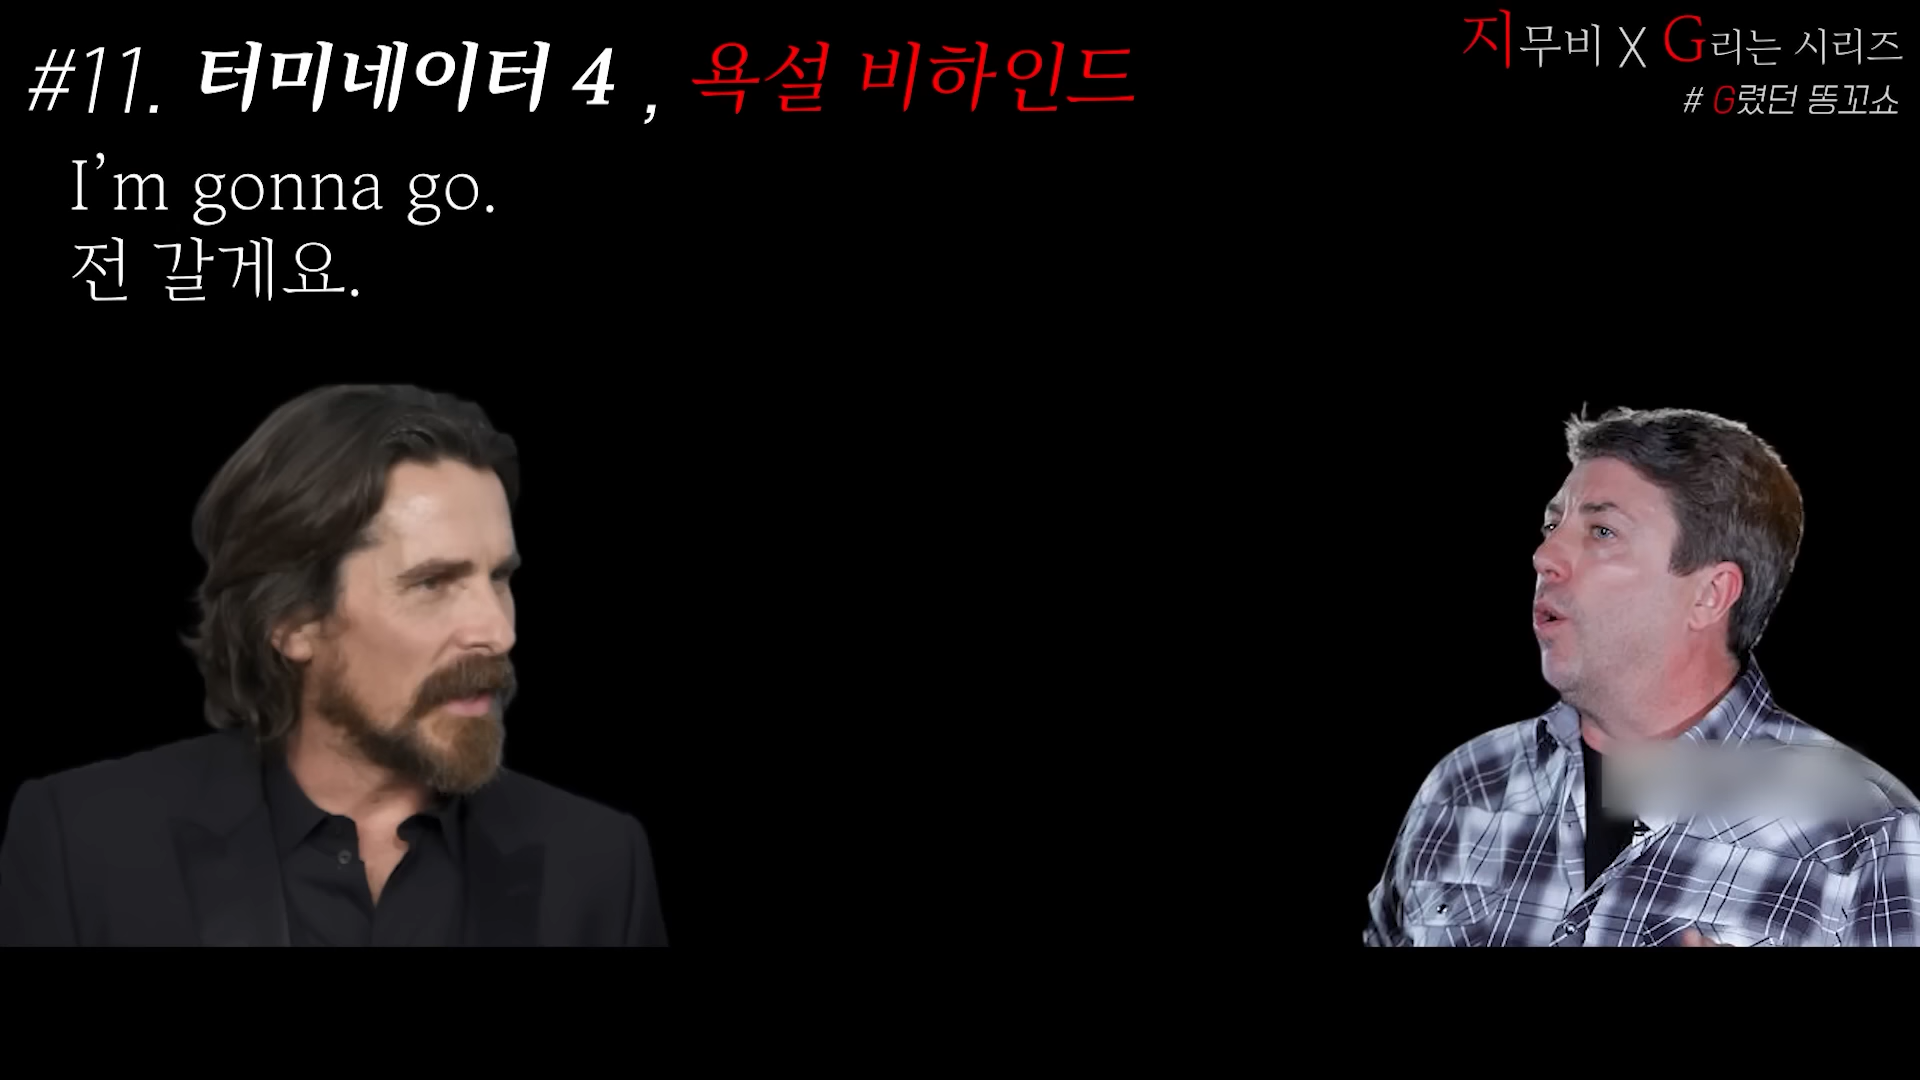 #11. 터미네이터 4 , 욕설 비하인드
지무비 X G리는 시리즈
# G렸던 똥꼬쇼
I’m gonna go.
전 갈게요.